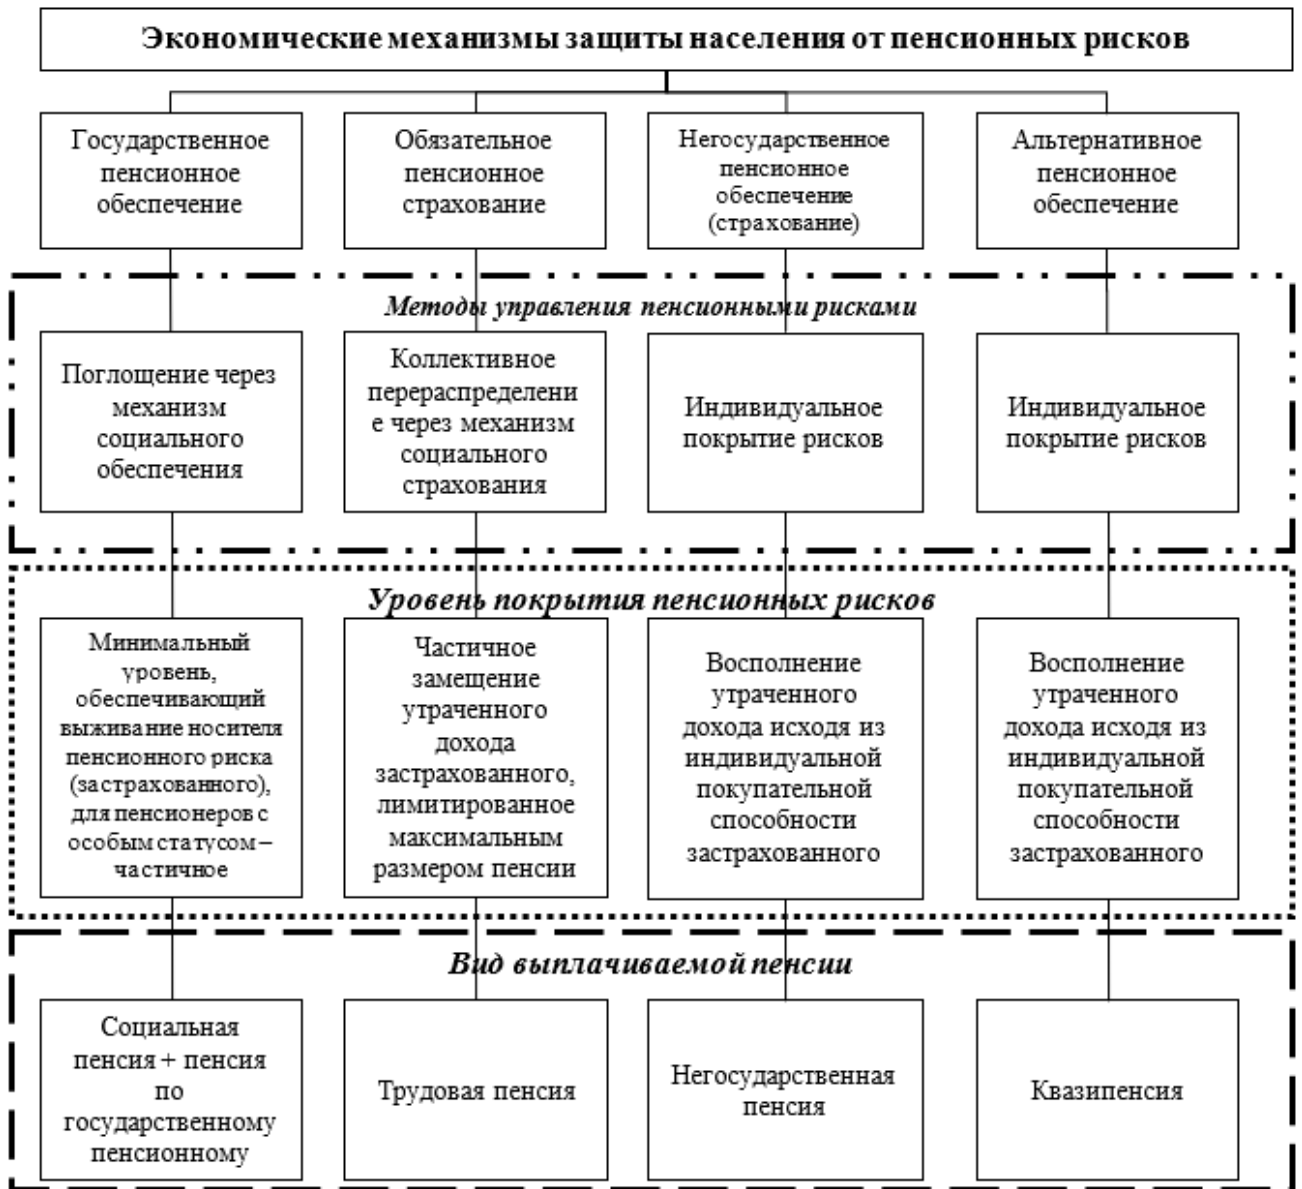 Экономические механизмы защиты населения от пенсионных рисков
Государственное
пенсионное
обеспечение
Обязательное
пенсионное
страхование
Негосударственное
пенсионное
обеспечение
(страхование)
Альтернативное
пенсионное
обеспечение
Методы управления пенсионными рисками
Поглощение через
механизм
социального
обеспечения
Коллективное
перераспределени
е через механизм
социального
страхования
Индивидуальное
покрытие рисков
Индивидуальное
покрытие рисков
Уровень покрытия пенсионных рисков
Минимальный
уровень,
обеспечивающий
выживание носителя
пенсионного риска
(застрахованного),
для пенсионеров с
особым статусом –
частичное
Частичное
замещение
утраченного
дохода
застрахованного,
лимитированное
максимальным
размером пенсии
Восполнение
утраченного
дохода исходя из
индивидуальной
покупательной
способности
застрахованного
Восполнение
утраченного
дохода исходя из
индивидуальной
покупательной
способности
застрахованного
Вид выплачиваемой пенсии
Социальная
пенсия + пенсия
по
государственному
пенсионному
Трудовая пенсия
Негосударственная
пенсия
Квазипенсия